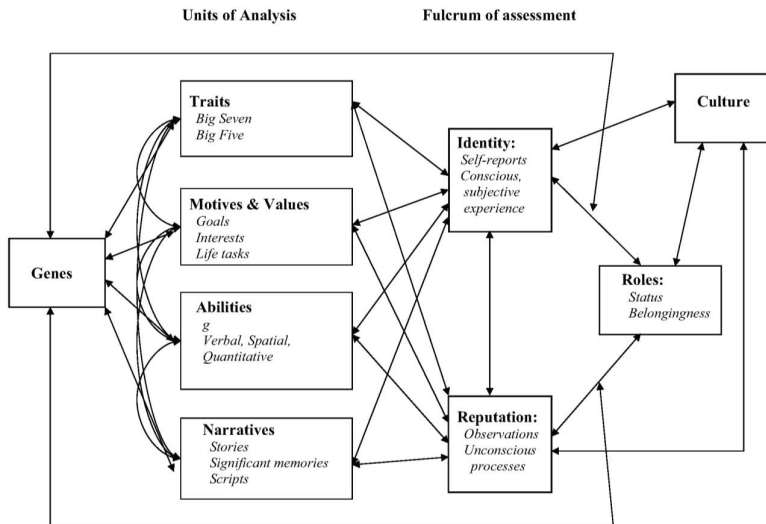 Units of Analysis
Fulcrum of assessment
Traits
Big Seven
Big Five
Culture
Identity:
Self-reports
Conscious,
subjective
experience
Motives & Values
Goals
Interests
Life tasks
Genes
Roles:
Status
Belongingness
Abilities
g
Verbal, Spatial,
Quantitative
Narratives
Stories
Significant memories
Scripts
Reputation:
Observations
Unconscious
processes